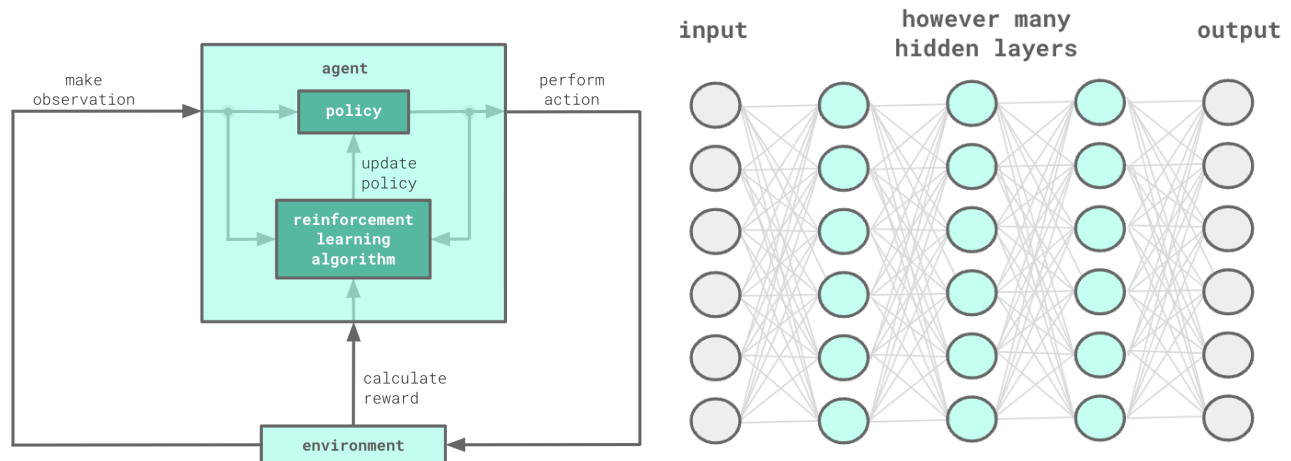 agent
make
observation
perform
action
policy
update
policy
reinforcement
learning
algorithm
calculate
reward
environment
input
however many
hidden layers
output